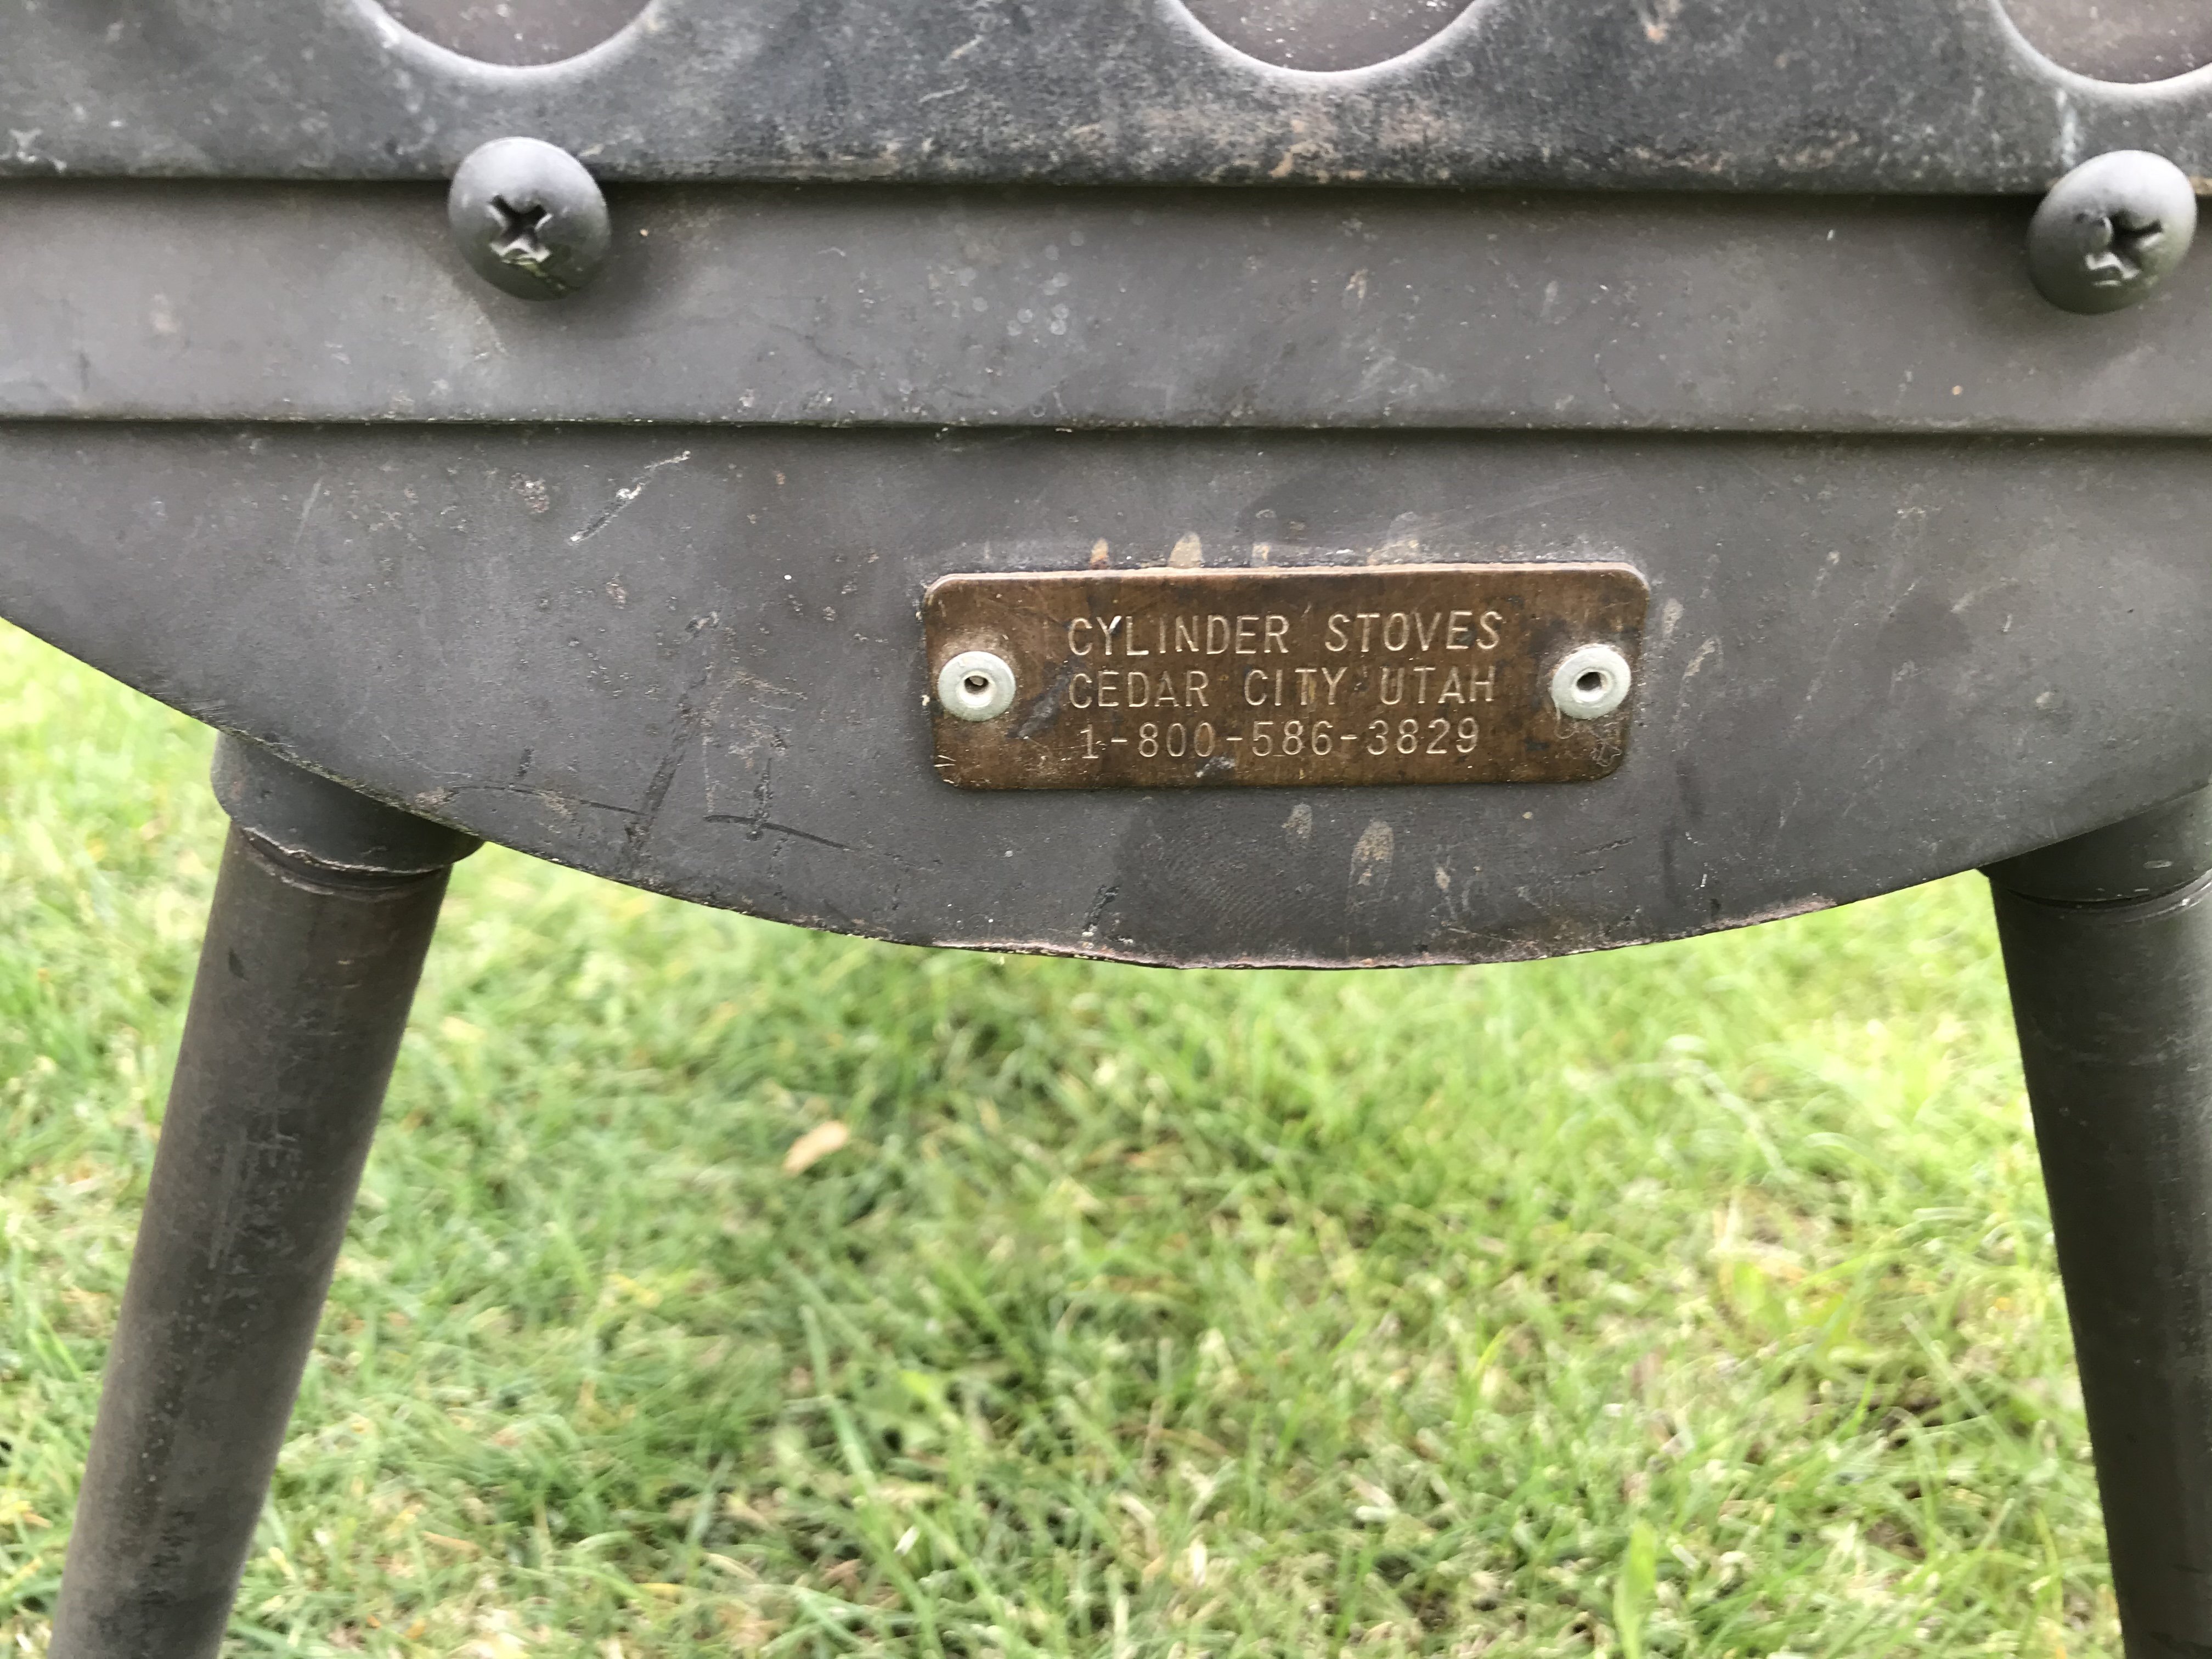 CYLINDER STOVES
CEDAR CITY UTAH
1-800-586-3829